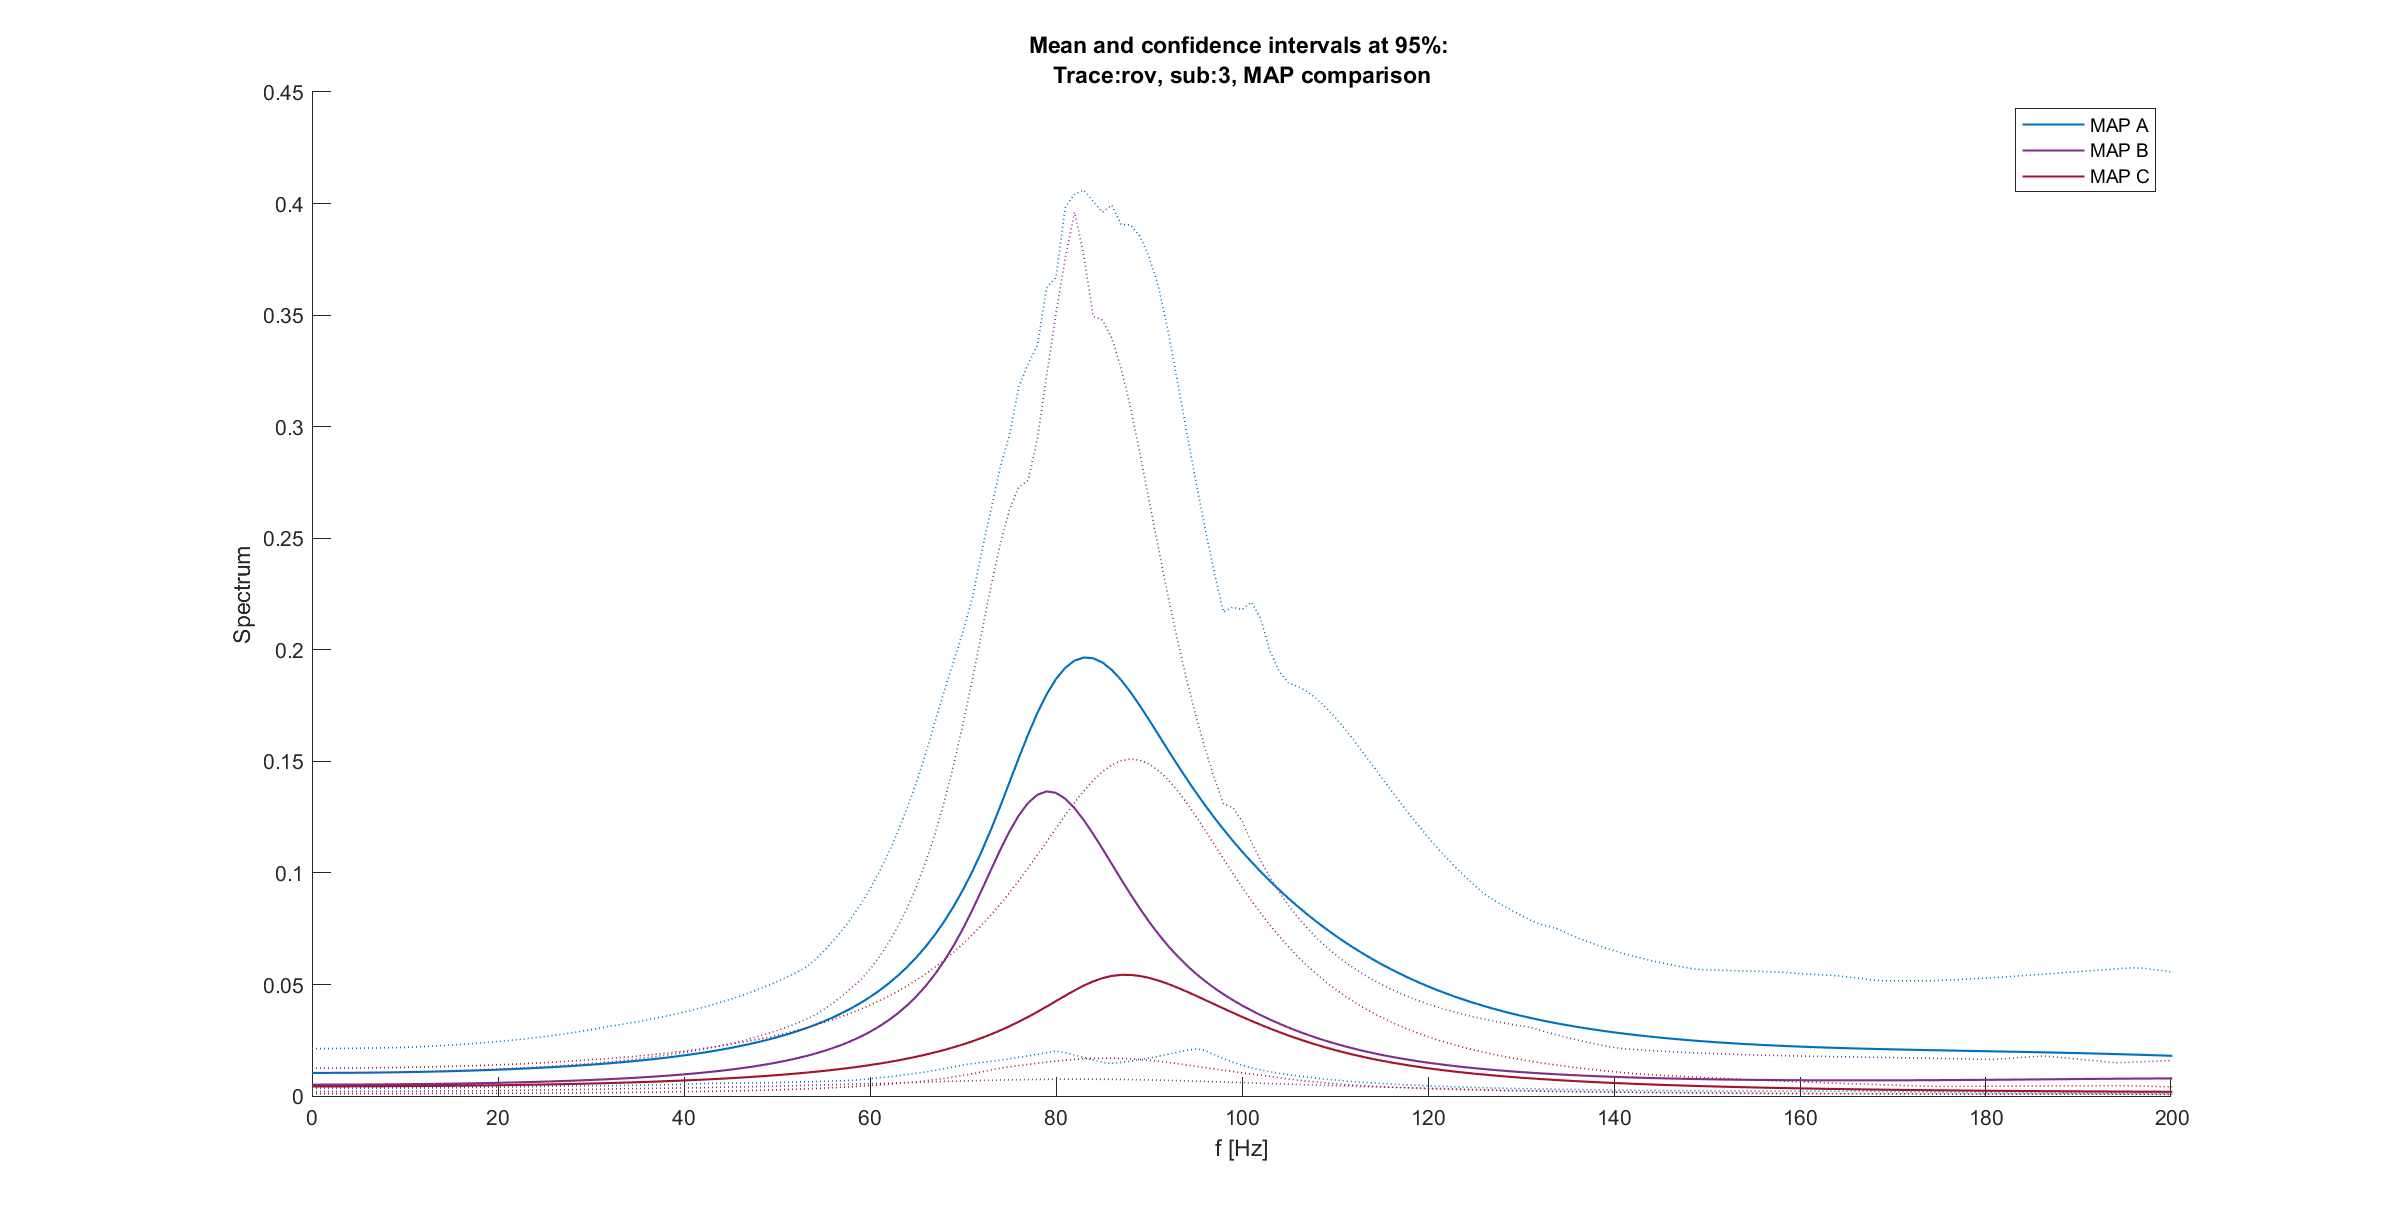 Mean and confidence intervals at 95%:
Trace:rov, sub:3, MAP comparison
MAP A
MAP B
MAP C
0.45
0.4
0.35
0.3
0.25
0.2
0.15
0.1
0.05
0
Spectrum
0 20 40 60 80 100 120 140 160 180 200
f [Hz]